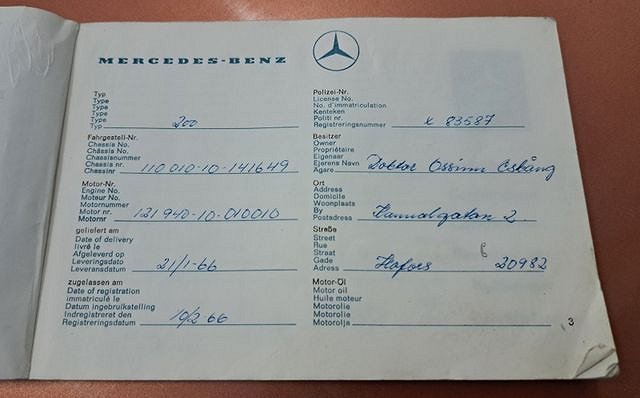 MERCEDES-BENZ
Typ
Type
Type
Type
Type
Typ 200
Fahrgestell-Nr.
Chassis No.
Châssis No.
Chassisnummer
Chassis nr.
Chassinr 110 010-10-141649
Motor-Nr.
Engine No.
Moteur No.
Motornummer
Motor nr.
Motornr 121 940-10-010010
geliefert am
Date of delivery
livré le
Afgeleverd op
Leveringsdato
Leveransdatum 21/1-66
zugelassen am
Date of registration
immatriculé le
Datum ingebruikstelling
Indregistreret den
Registreringsdatum 10/2 66
Polizei-Nr.
License No.
No. d'immatriculation
Kenteken
Politi nr.
Registreringsnummer X 83587
Besitzer
Owner
Propriétaire
Eigenaar
Ejerens Navn
Ägare Doktor
Ort
Address
Domicile
Woonplaats
By
Postadress 2
Straße
Street
Rue
Straat
Gade
Adress Hofors 20982
Motor-Öl
Motor oil
Huile moteur
Motorolie
Motorolie
Motorolja
3